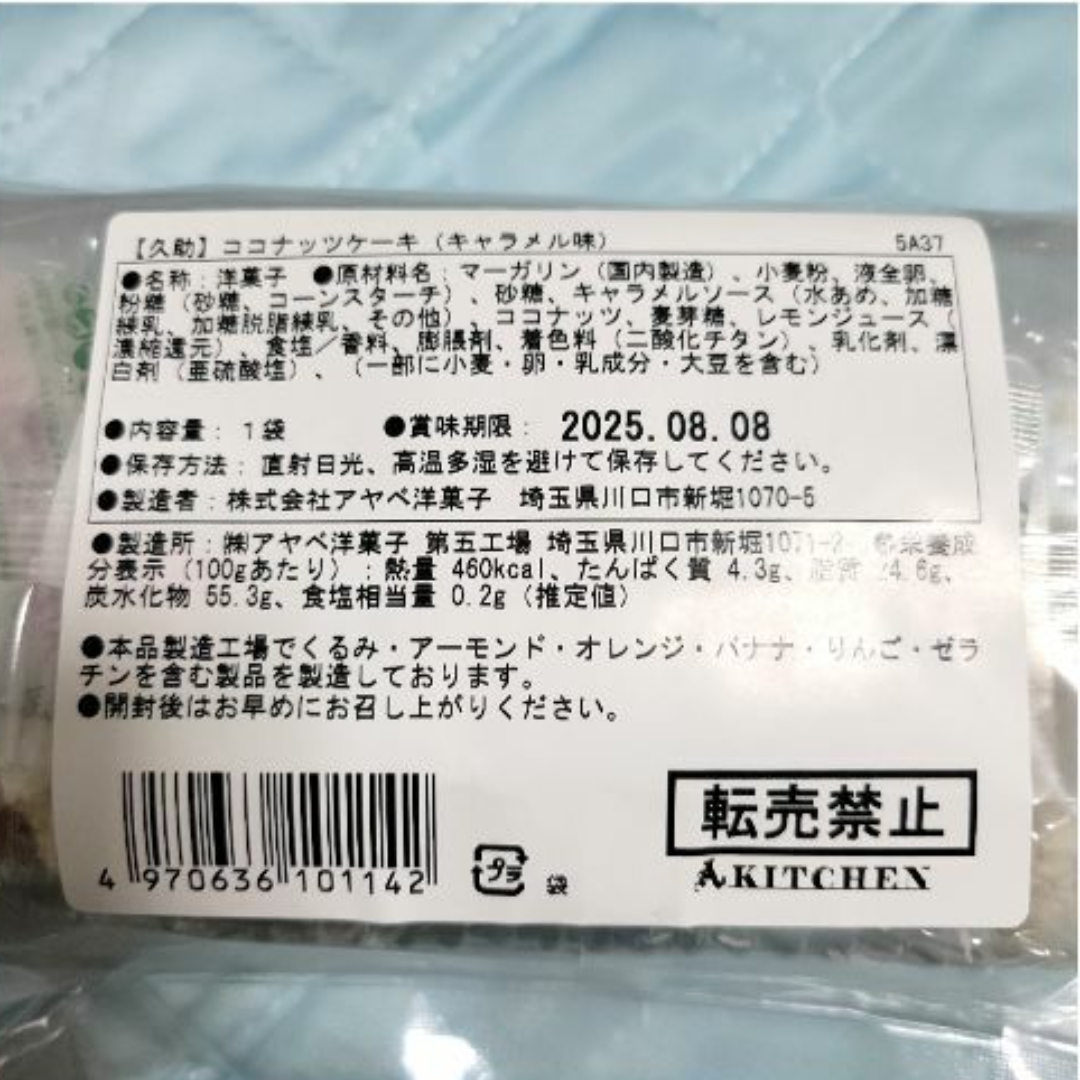 【久助】ココナッツケーキ（キャラメル味） 5A37
●名称：洋菓子 ●原材料名：マーガリン（国内製造）、小麦粉、液全卵、
粉糖（砂糖、コーンスターチ）、砂糖、キャラメルソース（水あめ、加糖
練乳、加糖脱脂練乳、その他）、ココナッツ、麦芽糖、レモンジュース（
濃縮還元）、食塩／香料、膨脹剤、着色料（二酸化チタン）、乳化剤、漂
白剤（亜硫酸塩）、（一部に小麦・卵・乳成分・大豆を含む）
●内容量：1袋 ●賞味期限：2025.08.08
●保存方法：直射日光、高温多湿を避けて保存してください。
●製造者：株式会社アヤベ洋菓子 埼玉県川口市新堀1070-5
●製造所：㈱アヤベ洋菓子 第五工場 埼玉県川口市新堀1071-2 ●栄養成
分表示（100gあたり）：熱量 460kcal、たんぱく質 4.3g、脂質 24.6g、
炭水化物 55.3g、食塩相当量 0.2g（推定値）
●本品製造工場でくるみ・アーモンド・オレンジ・バナナ・りんご・ゼラ
チンを含む製品を製造しております。
●開封後はお早めにお召し上がりください。
転売禁止
A KITCHEN
4 970636 101142
プラ 袋